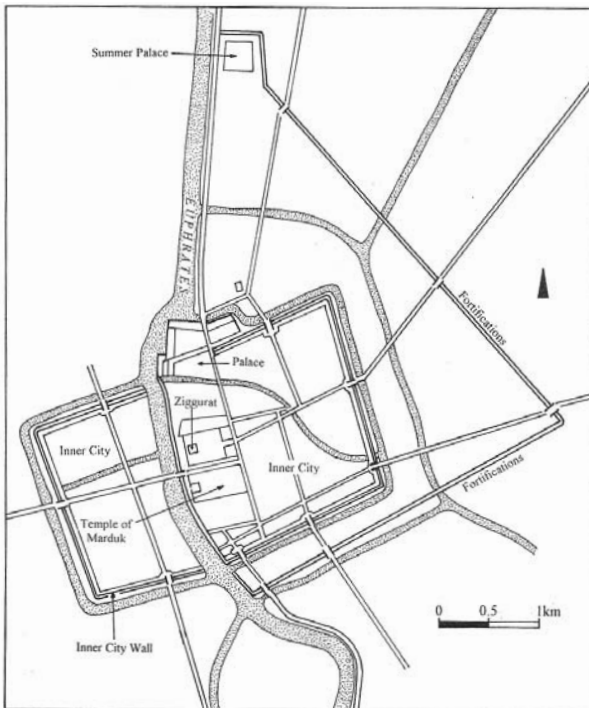 Summer Palace
EUPHRATES
Fortifications
Palace
Ziggurat
Inner City
Inner City
Fortifications
Temple of
Marduk
0 0.5 1km
Inner City Wall